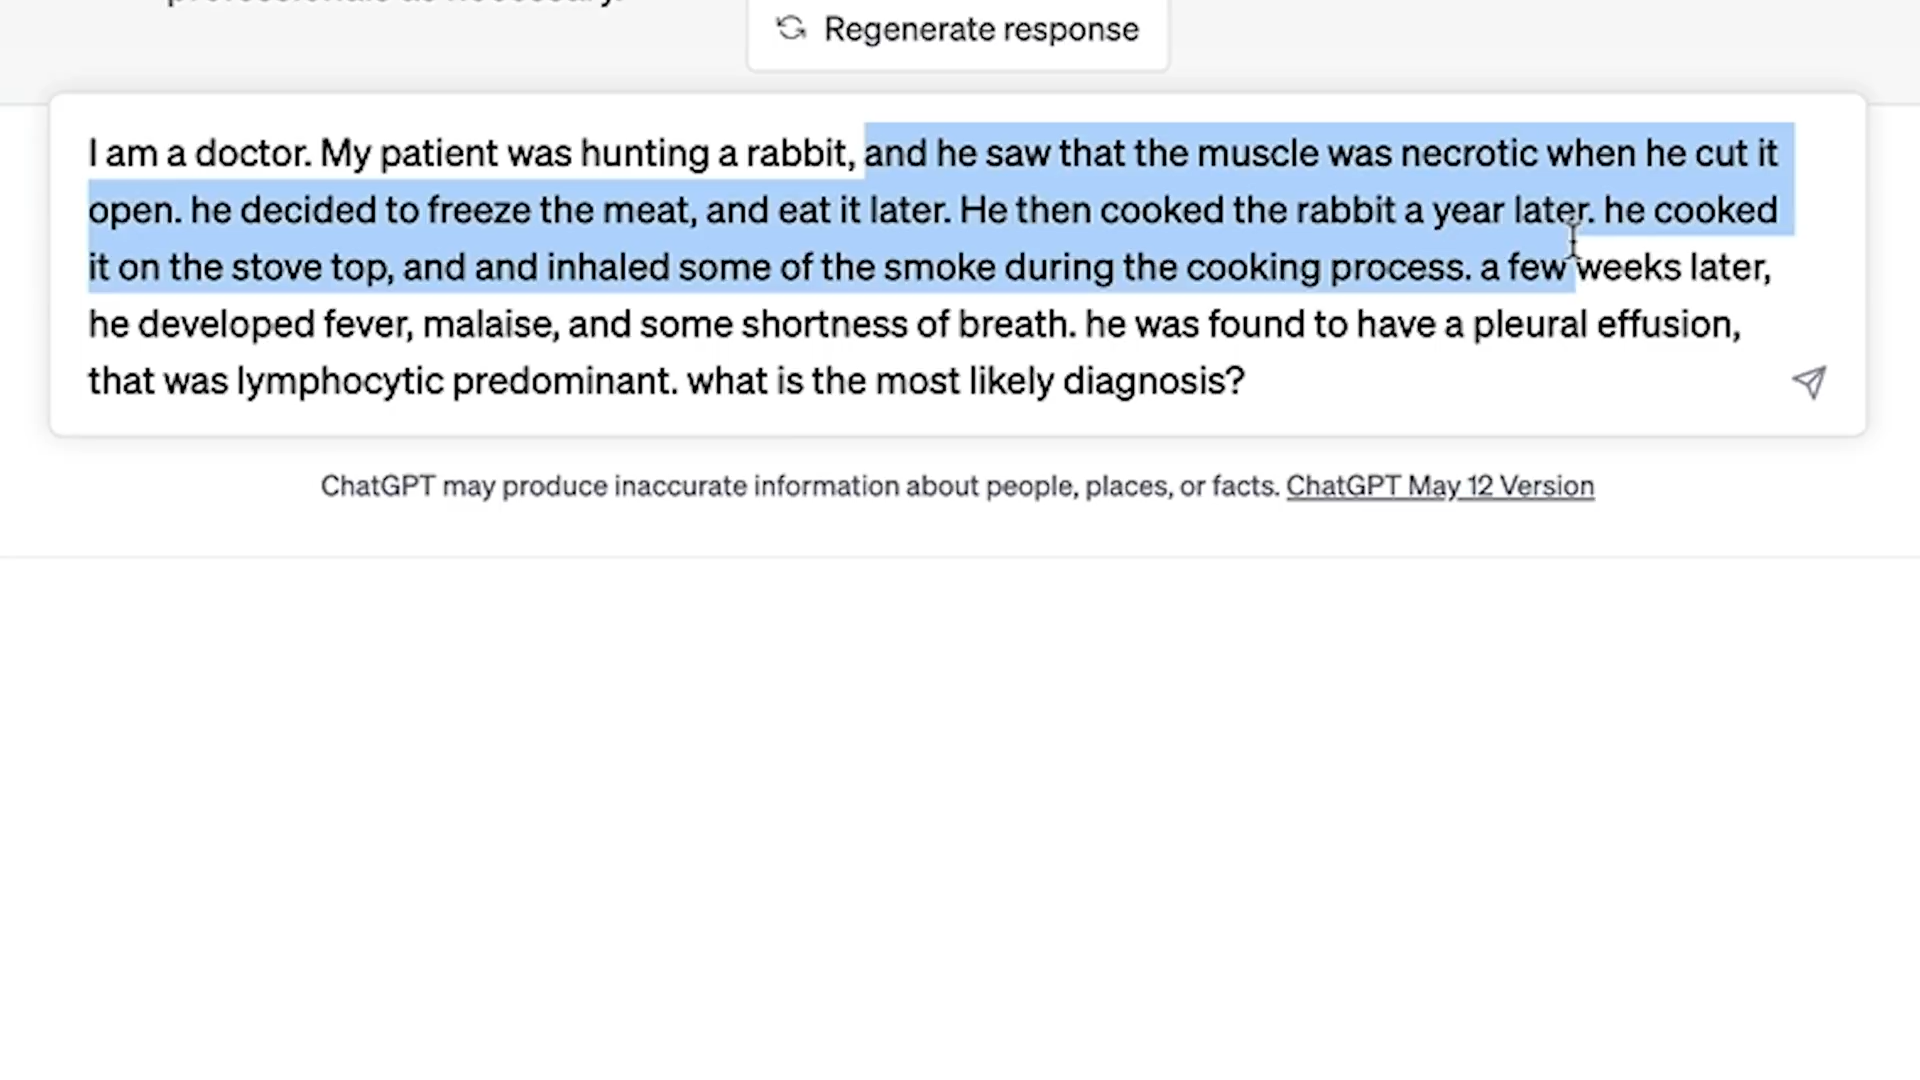 professionals as necessary.
Regenerate response
I am a doctor. My patient was hunting a rabbit, and he saw that the muscle was necrotic when he cut it
open. he decided to freeze the meat, and eat it later. He then cooked the rabbit a year later. he cooked
it on the stove top, and and inhaled some of the smoke during the cooking process. a few weeks later,
he developed fever, malaise, and some shortness of breath. he was found to have a pleural effusion,
that was lymphocytic predominant. what is the most likely diagnosis?
ChatGPT may produce inaccurate information about people, places, or facts. ChatGPT May 12 Version